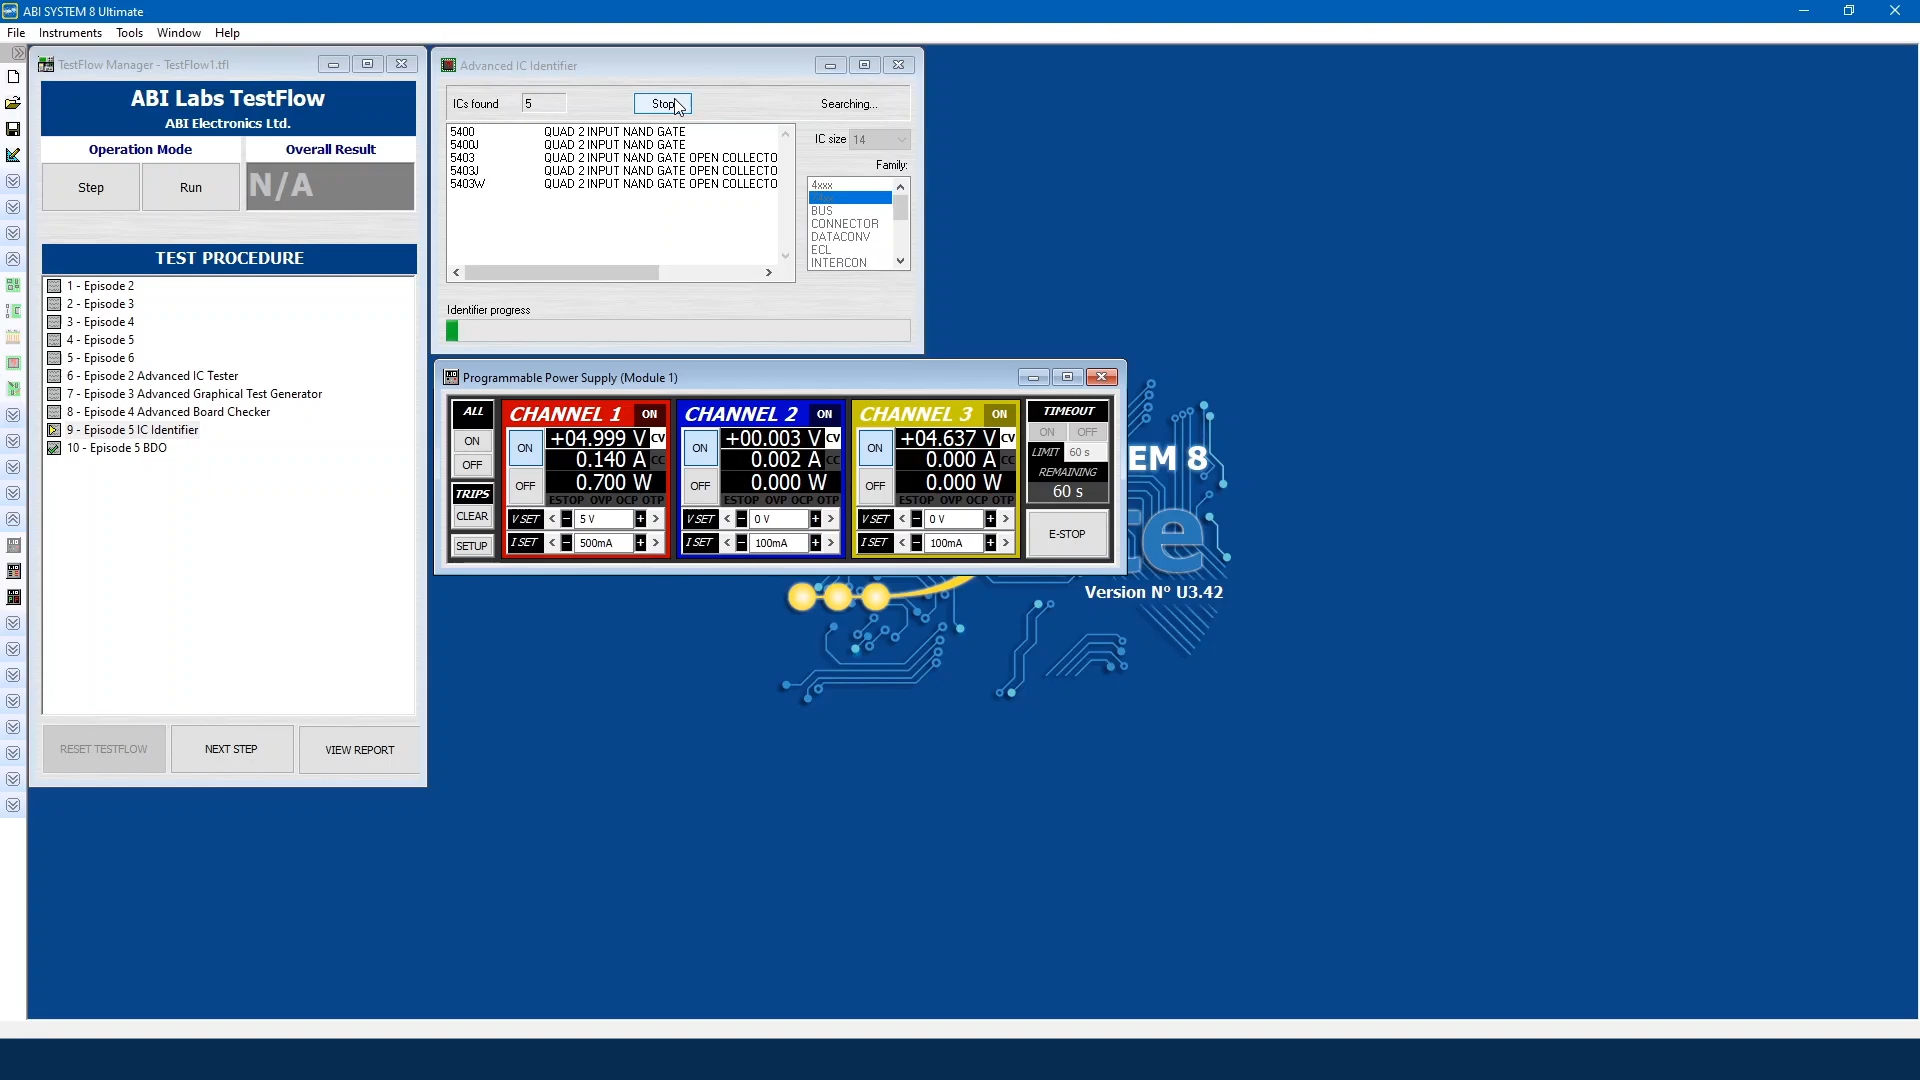 ABI SYSTEM 8 Ultimate
File Instruments Tools Window Help
TestFlow Manager - TestFlow1.tfl
ABI Labs TestFlow
ABI Electronics Ltd.
Operation Mode Overall Result
Step Run N/A
TEST PROCEDURE
1 - Episode 2
2 - Episode 3
3 - Episode 4
4 - Episode 5
5 - Episode 6
6 - Episode 2 Advanced IC Tester
7 - Episode 3 Advanced Graphical Test Generator
8 - Episode 4 Advanced Board Checker
9 - Episode 5 IC Identifier
10 - Episode 5 BDO
RESET TESTFLOW NEXT STEP VIEW REPORT
Advanced IC Identifier
ICs found 5 Stop Searching...
5400 QUAD 2 INPUT NAND GATE
5400J QUAD 2 INPUT NAND GATE
5403 QUAD 2 INPUT NAND GATE OPEN COLLECTO
5403J QUAD 2 INPUT NAND GATE OPEN COLLECTO
5403W QUAD 2 INPUT NAND GATE OPEN COLLECTO
IC size 14
Family:
4xxx
BUS
CONNECTOR
DATACONV
ECL
INTERCON
Identifier progress
Programmable Power Supply (Module 1)
ALL
ON
OFF
TRIPS
CLEAR
SETUP
CHANNEL 1 ON
ON +04.999 V CV
0.140 A CC
OFF 0.700 W
ESTOP OVP OCP OTP
V SET < - 5 V + >
I SET < - 500mA + >
CHANNEL 2 ON
ON +00.003 V CV
0.002 A CC
OFF 0.000 W
ESTOP OVP OCP OTP
V SET < - 0 V + >
I SET < - 100mA + >
CHANNEL 3 ON
ON +04.637 V CV
0.000 A CC
OFF 0.000 W
ESTOP OVP OCP OTP
V SET < - 0 V + >
I SET < - 100mA + >
TIMEOUT
ON OFF
LIMIT 60 s
REMAINING
60 s
E-STOP
EM 8
te
Version N° U3.42